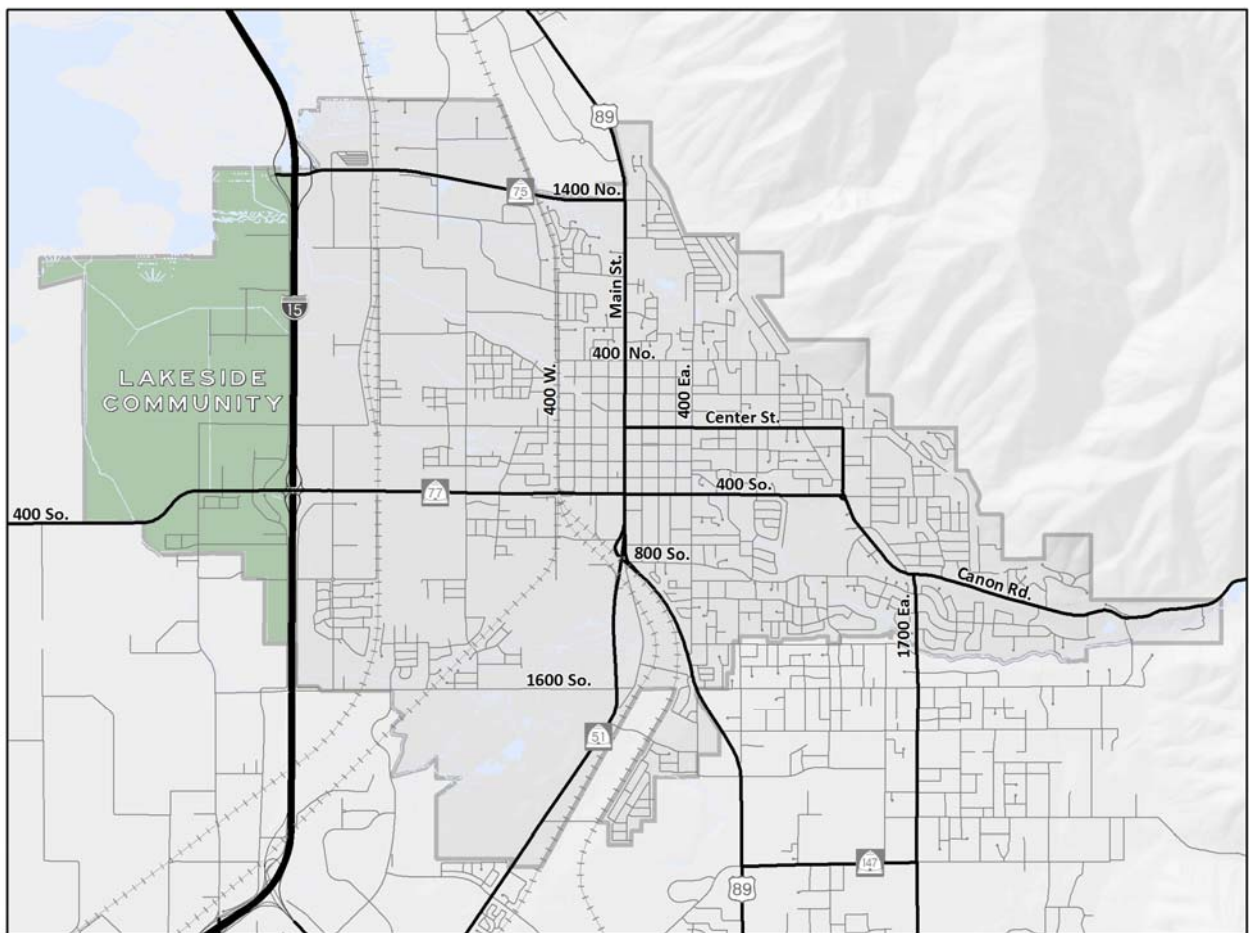 89
75
1400 No.
Main St.
15
400 No.
LAKESIDE
COMMUNITY
400 W.
400 Ea.
Center St.
77
400 So.
400 So.
800 So.
Canon Rd.
1700 Ea.
1600 So.
51
147
89